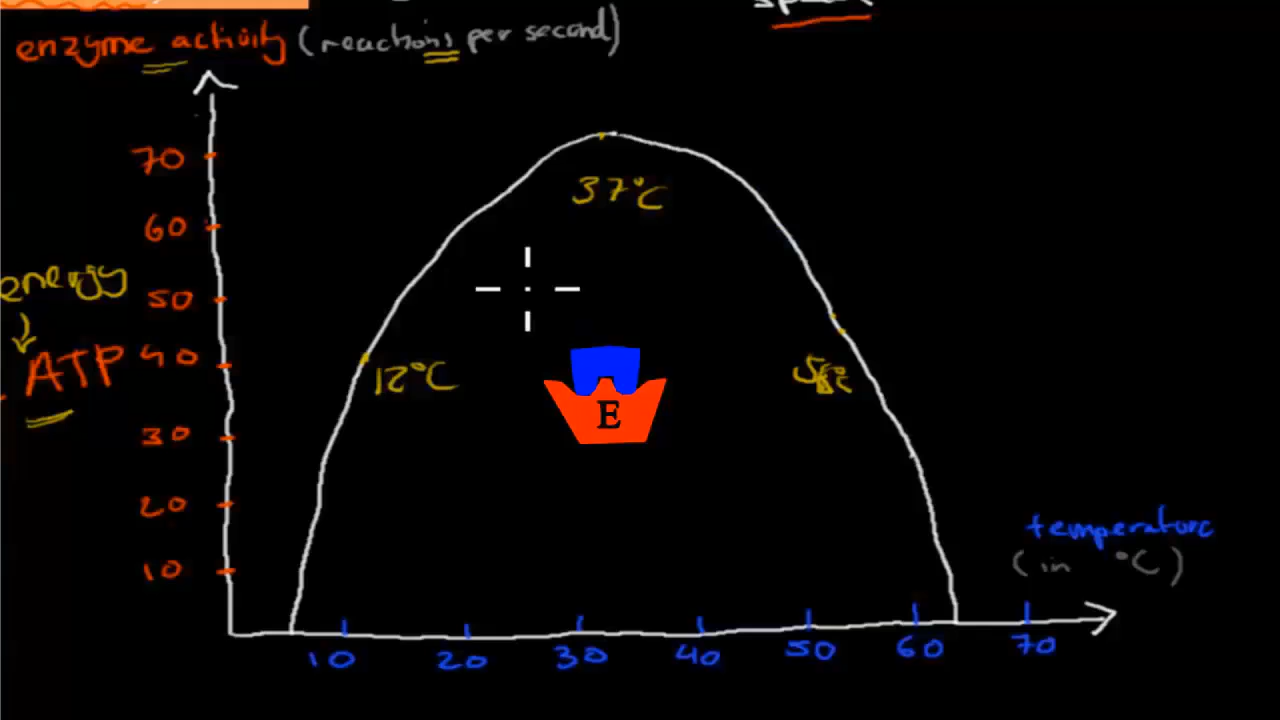 enzyme activity (reactions per second)
70
37°C
60
energy
50
ATP
40
12°C
E
30
20
temperature
(in °C)
10
10 20 30 40 50 60 70